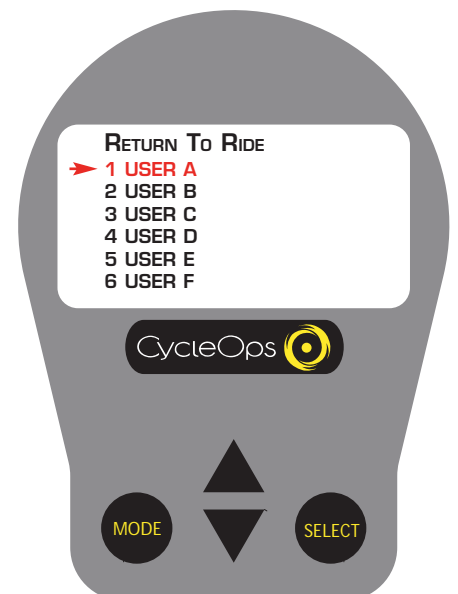 Return To Ride
1 USER A
2 USER B
3 USER C
4 USER D
5 USER E
6 USER F
CycleOps
MODE
SELECT